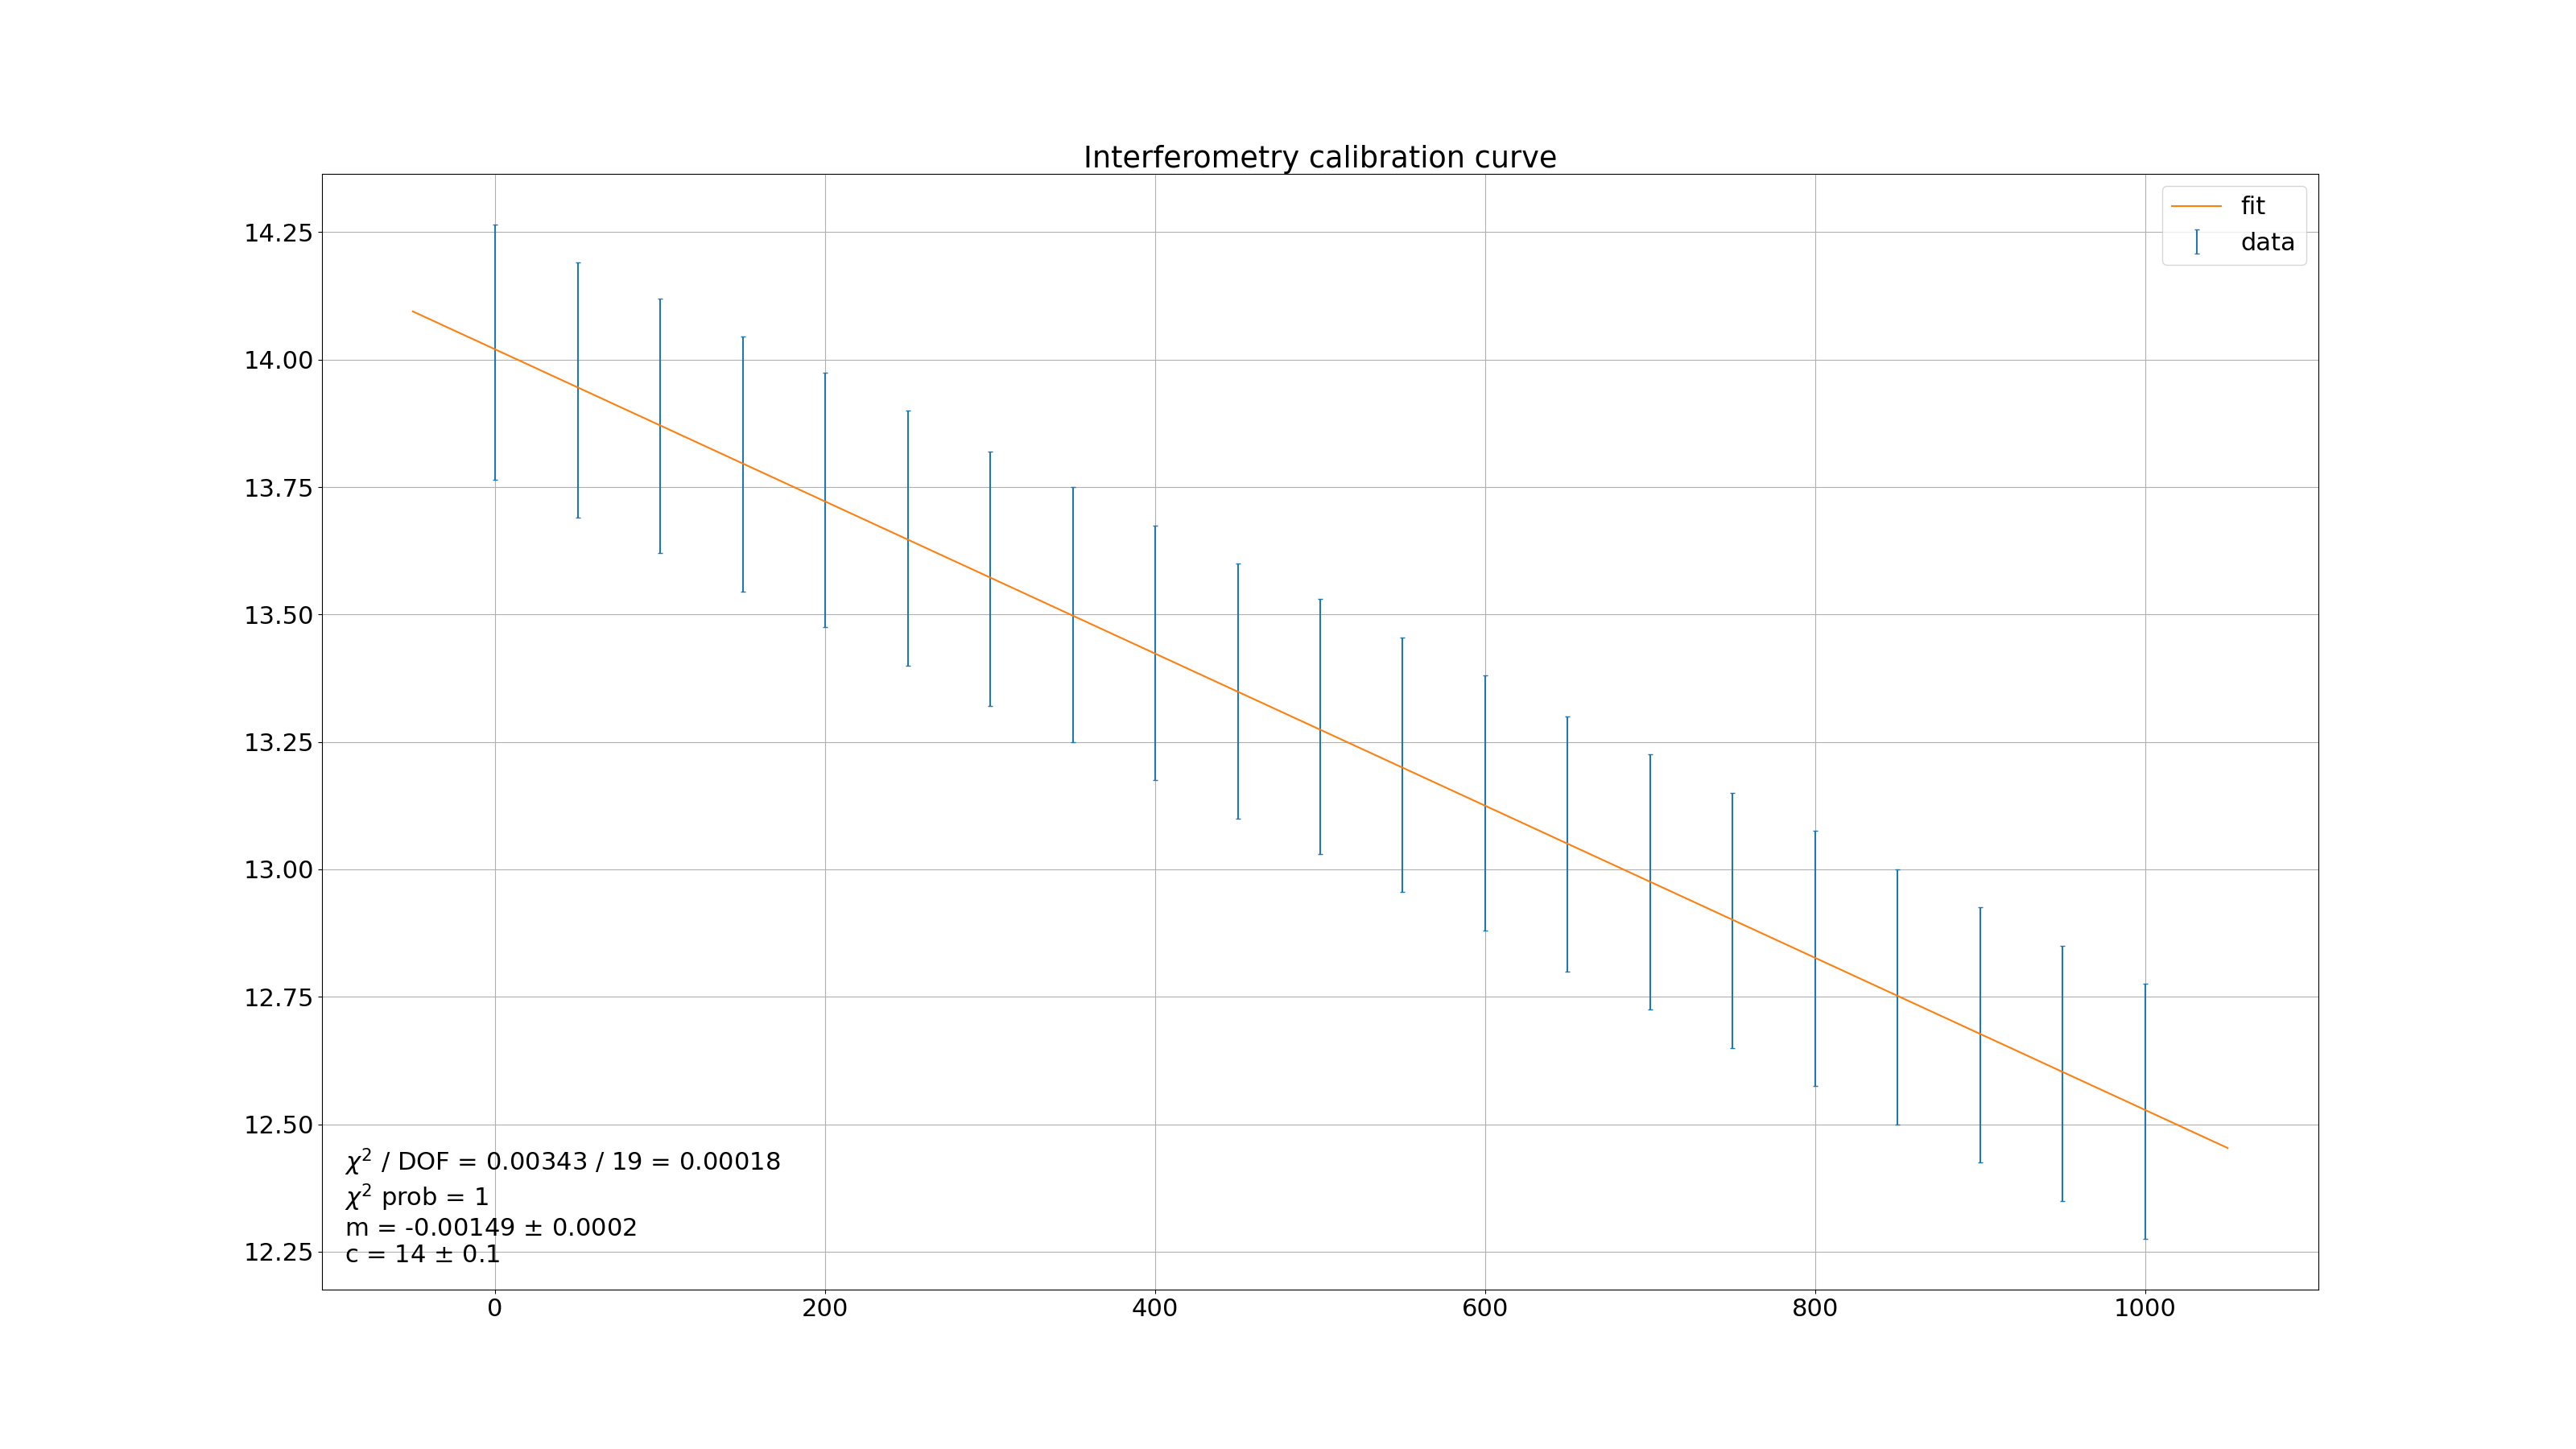 Interferometry calibration curve
fit
data
14.25
14.00
13.75
13.50
13.25
13.00
12.75
12.50
12.25
χ² / DOF = 0.00343 / 19 = 0.00018
χ² prob = 1
m = -0.00149 ± 0.0002
c = 14 ± 0.1
0 200 400 600 800 1000